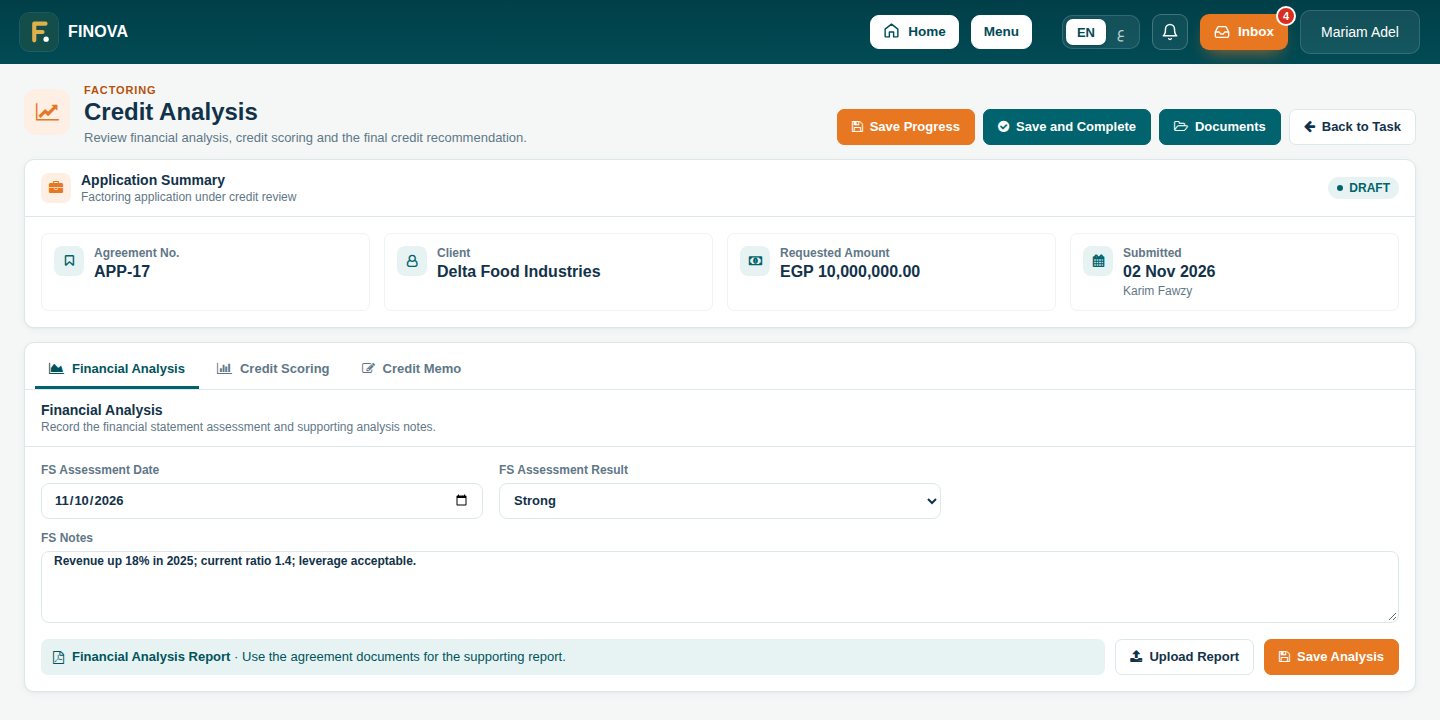 FINOVA
Home
Menu
EN
ع
Inbox
4
Mariam Adel
FACTORING
Credit Analysis
Review financial analysis, credit scoring and the final credit recommendation.
Save Progress
Save and Complete
Documents
Back to Task
Application Summary
Factoring application under credit review
DRAFT
Agreement No.
APP-17
Client
Delta Food Industries
Requested Amount
EGP 10,000,000.00
Submitted
02 Nov 2026
Karim Fawzy
Financial Analysis
Credit Scoring
Credit Memo
Financial Analysis
Record the financial statement assessment and supporting analysis notes.
FS Assessment Date
11/10/2026
FS Assessment Result
Strong
FS Notes
Revenue up 18% in 2025; current ratio 1.4; leverage acceptable.
Financial Analysis Report · Use the agreement documents for the supporting report.
Upload Report
Save Analysis